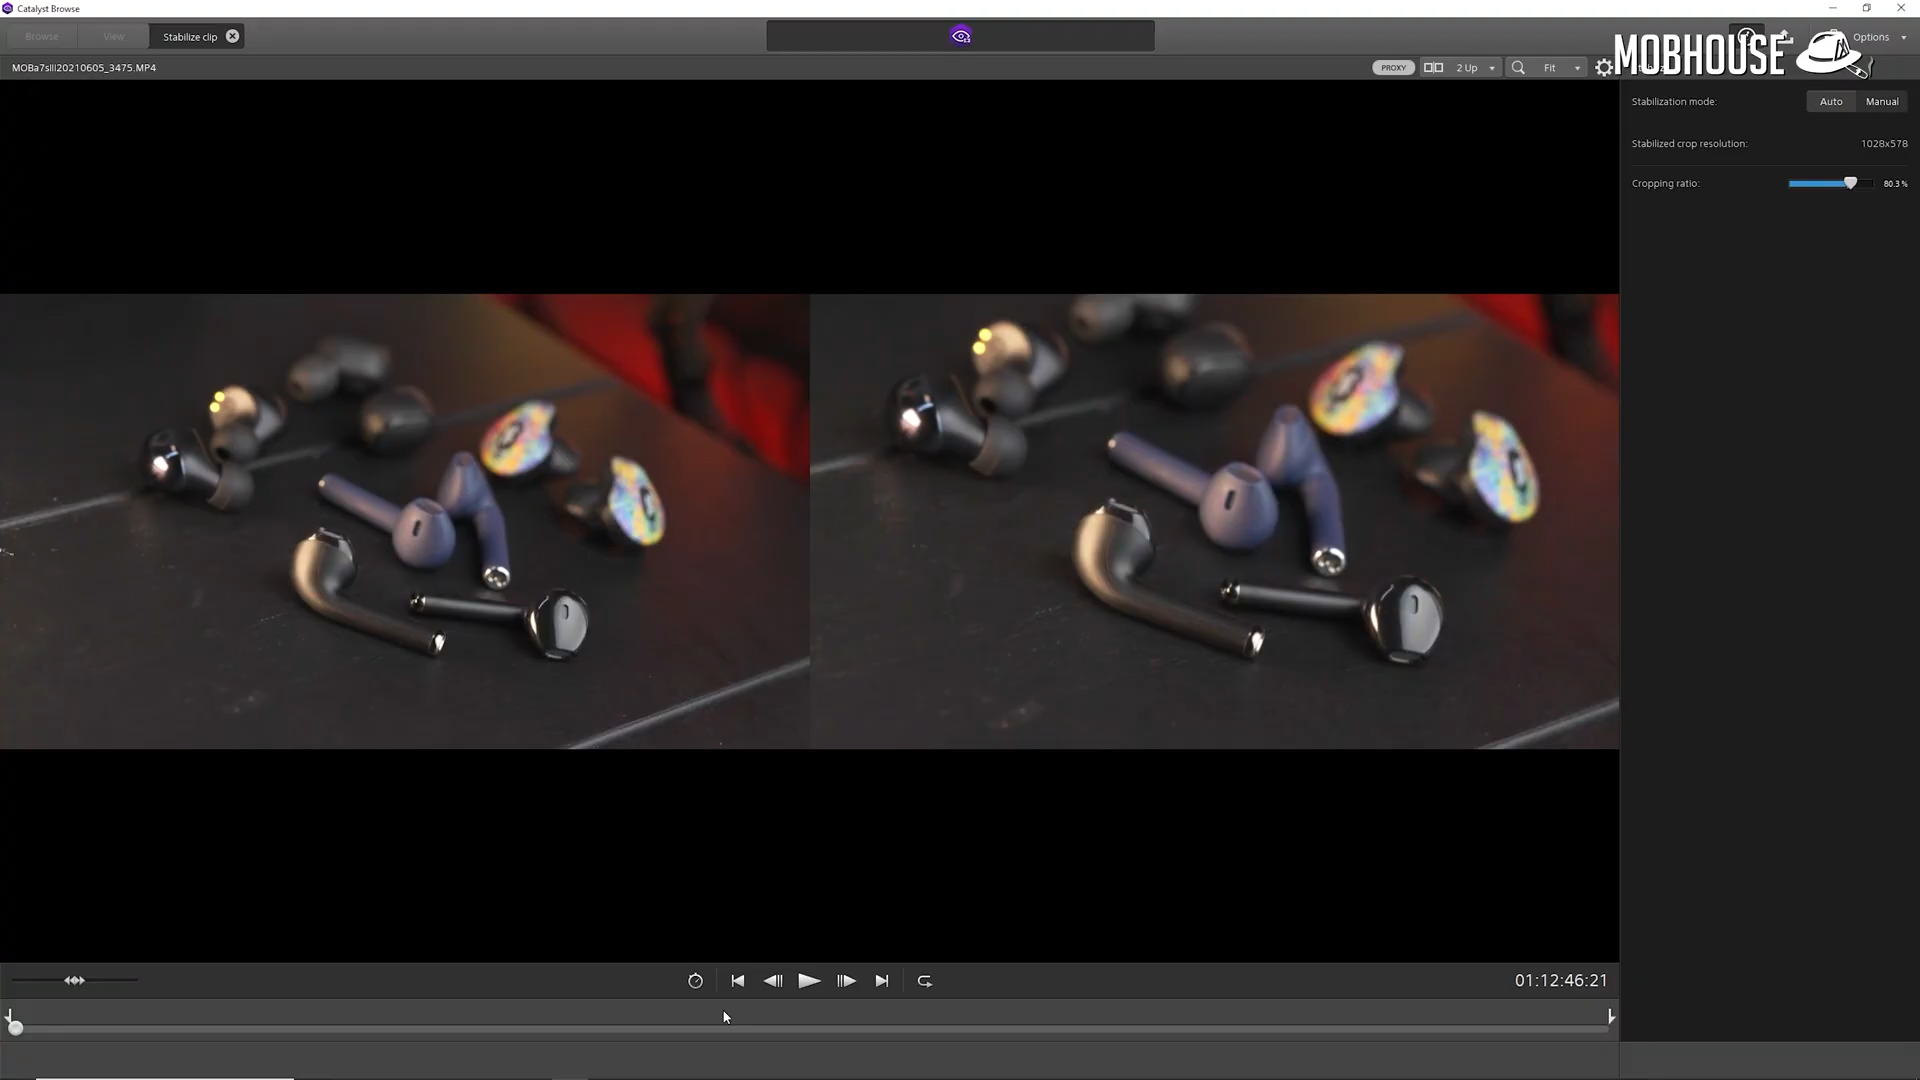 Catalyst Browse
Browse
View
Stabilize clip
Options
MOBHOUSE
MOBa7sIII20210605_3475.MP4
PROXY
2 Up
Fit
Stabilization mode:
Auto
Manual
Stabilized crop resolution:
1028x578
Cropping ratio:
80.3 %
01:12:46:21